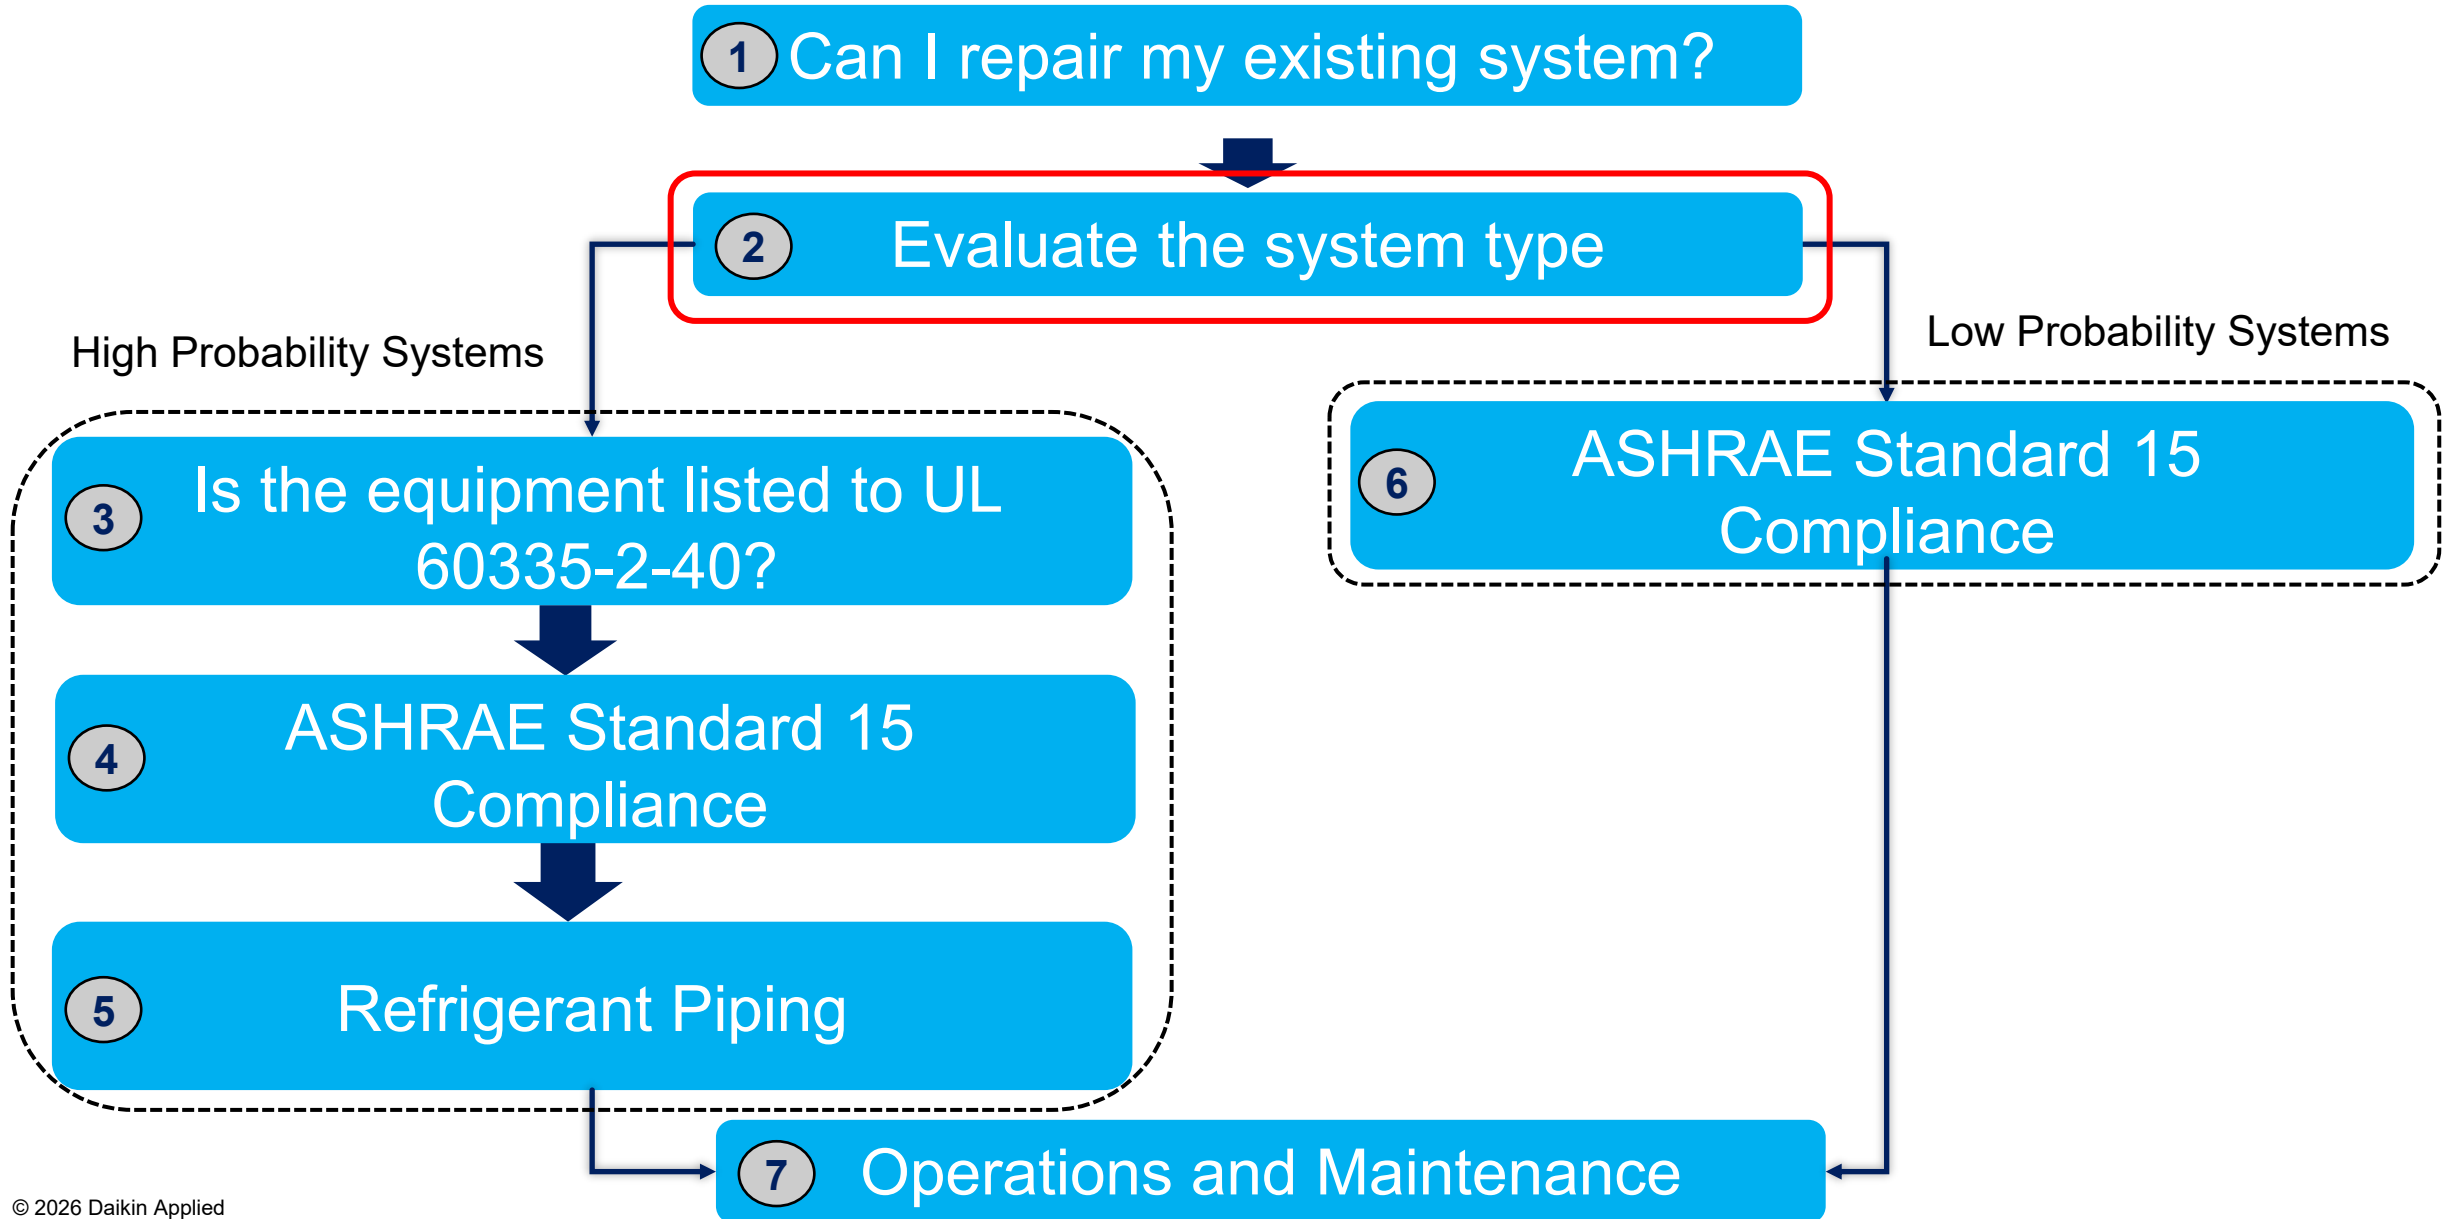 1 Can I repair my existing system?
2 Evaluate the system type
High Probability Systems
Low Probability Systems
3 Is the equipment listed to UL
60335-2-40?
6 ASHRAE Standard 15
Compliance
4 ASHRAE Standard 15
Compliance
5 Refrigerant Piping
7 Operations and Maintenance
© 2026 Daikin Applied